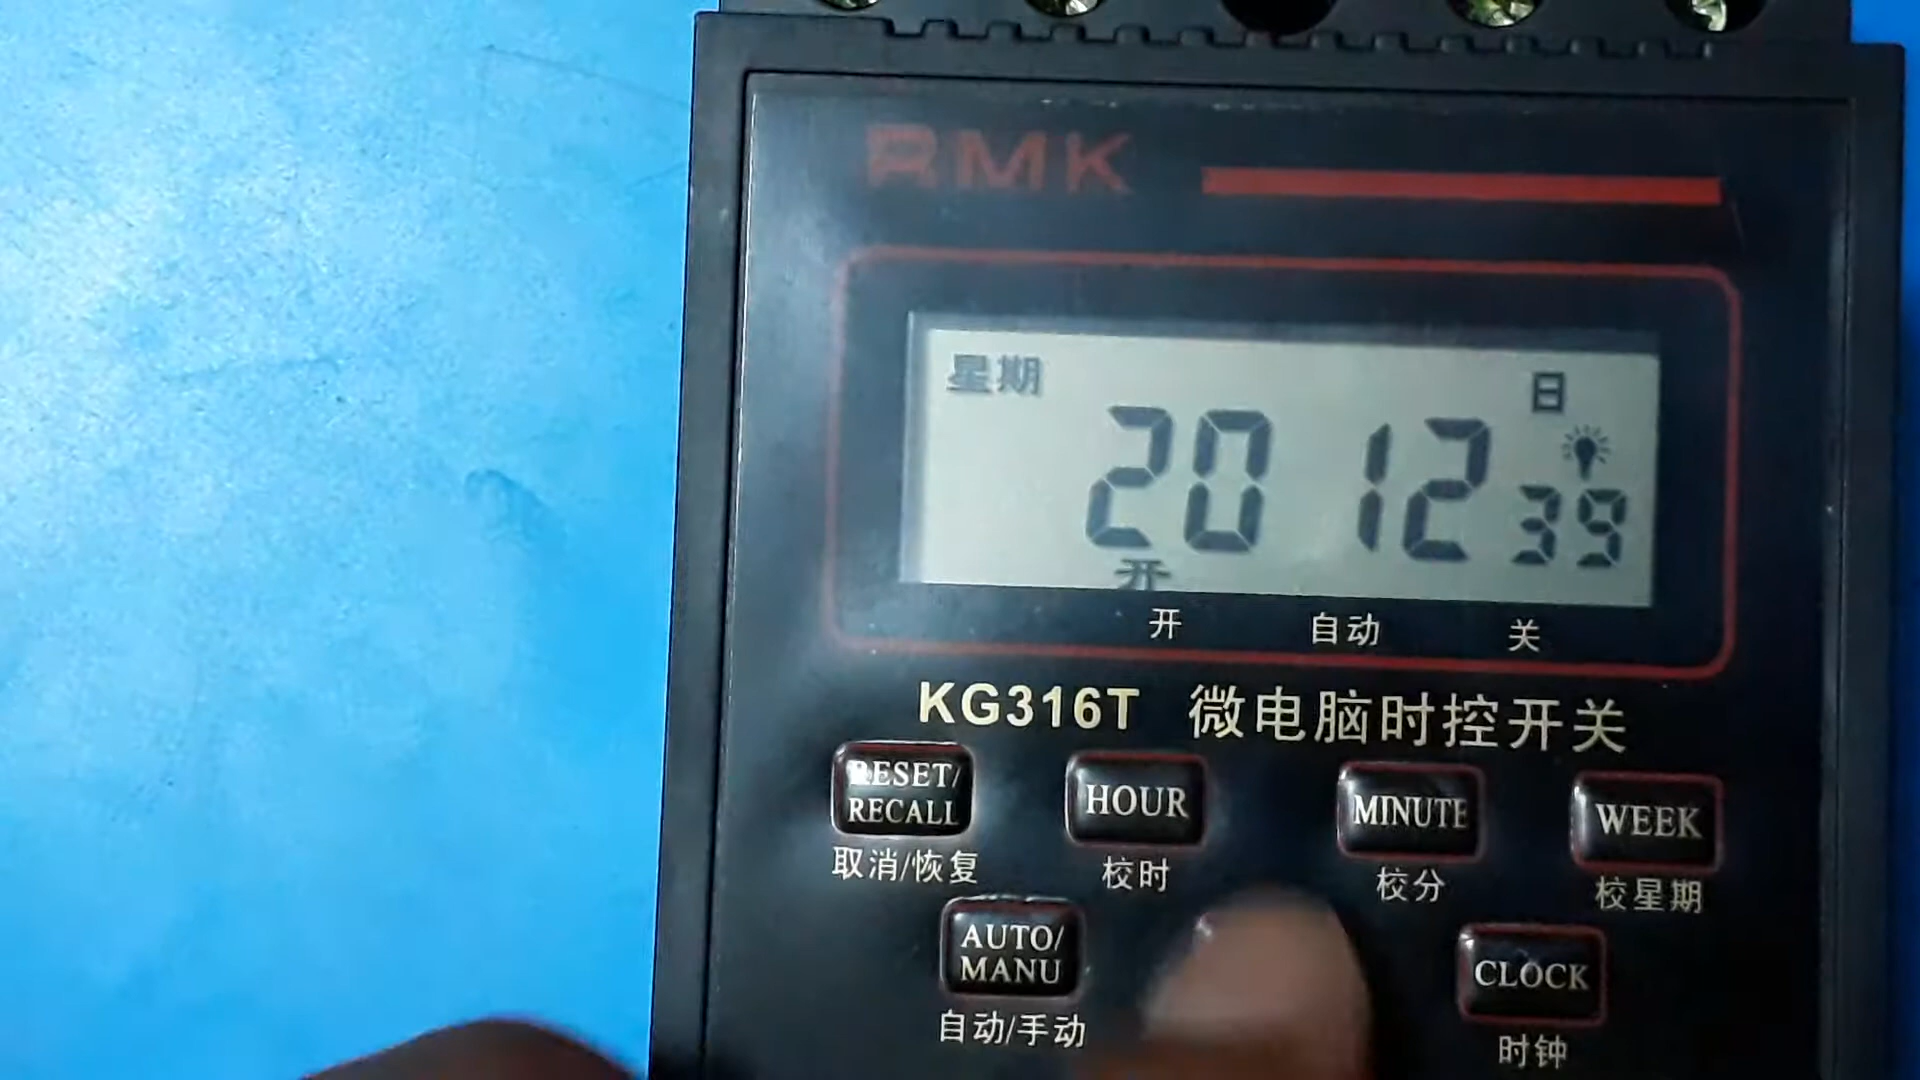 RMK
星期 日
20 12 39
开
开 自动 关
KG316T 微电脑时控开关
RESET/
RECALL
HOUR
MINUTE
WEEK
取消/恢复
校时
校分
校星期
AUTO/
MANU
CLOCK
自动/手动
时钟